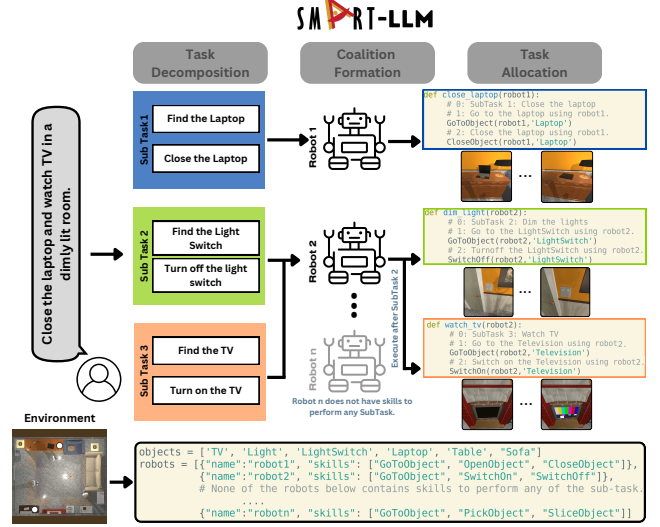 SMART-LLM
Task
Decomposition
Coalition
Formation
Task
Allocation
Close the laptop and watch TV in a
dimly lit room.
Sub Task1
Find the Laptop
Close the Laptop
Robot 1
def close_laptop(robot1):
# 0: SubTask 1: Close the laptop
# 1: Go to the laptop using robot1.
GoToObject(robot1,'Laptop')
# 2: Close the laptop using robot1.
CloseObject(robot1,'Laptop')
...
Sub Task 2
Find the Light
Switch
Turn off the light
switch
Robot 2
def dim_light(robot2):
# 0: SubTask 2: Dim the lights
# 1: Go to the LightSwitch using robot2.
GoToObject(robot2,'LightSwitch')
# 2: Turnoff the LightSwitch using robot2.
SwitchOff(robot2,'LightSwitch')
...
Execute after SubTask 2
Sub Task 3
Find the TV
Turn on the TV
Robot n
Robot n does not have skills to
perform any SubTask.
def watch_tv(robot2):
# 0: SubTask 3: Watch TV
# 1: Go to the Television using robot2.
GoToObject(robot2,'Television')
# 2: Switch on the Television using robot2.
SwitchOn(robot2,'Television')
...
Environment
objects = ['TV', 'Light', 'LightSwitch', 'Laptop', 'Table', "Sofa"]
robots = [{"name":"robot1", "skills": ["GoToObject", "OpenObject", "CloseObject"]},
{"name":"robot2", "skills": ["GoToObject", "SwitchOn", "SwitchOff"]},
# None of the robots below contains skills to perform any of the sub-task.
....
{"name":"robotn", "skills": ["GoToObject", "PickObject", "SliceObject"]]